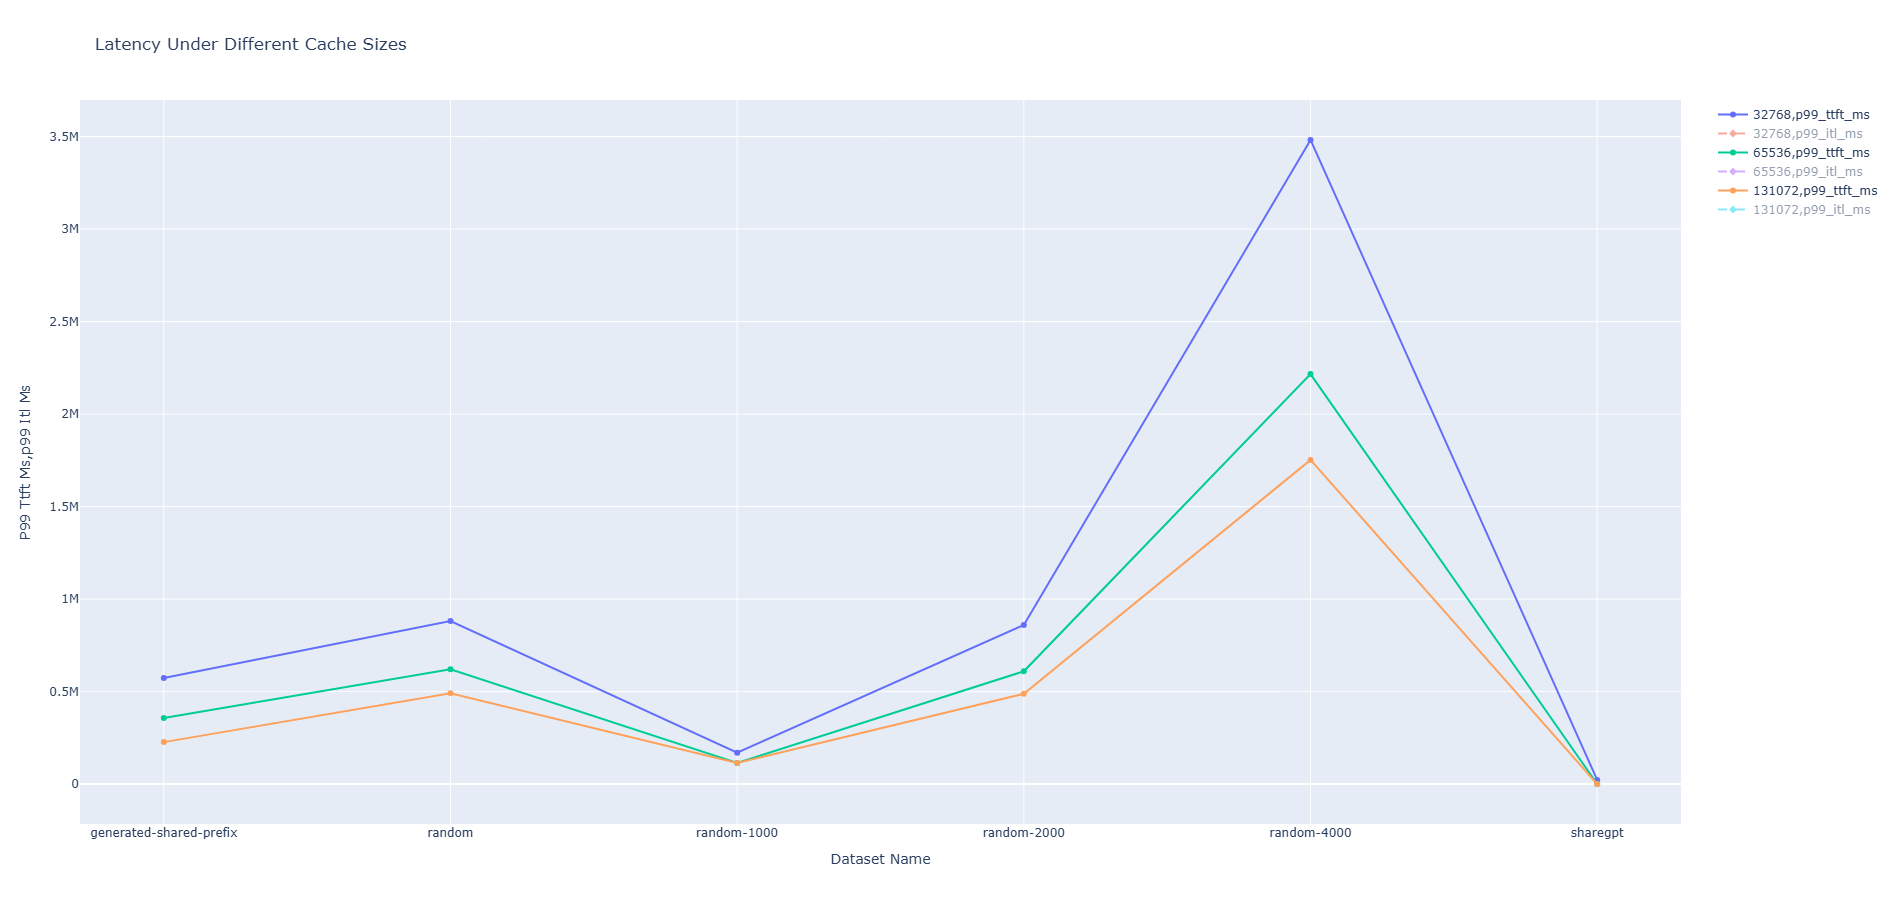 Latency Under Different Cache Sizes
32768,p99_ttft_ms
32768,p99_itl_ms
65536,p99_ttft_ms
65536,p99_itl_ms
131072,p99_ttft_ms
131072,p99_itl_ms
P99 Ttft Ms,p99 Itl Ms
3.5M
3M
2.5M
2M
1.5M
1M
0.5M
0
generated-shared-prefix
random
random-1000
random-2000
random-4000
sharegpt
Dataset Name